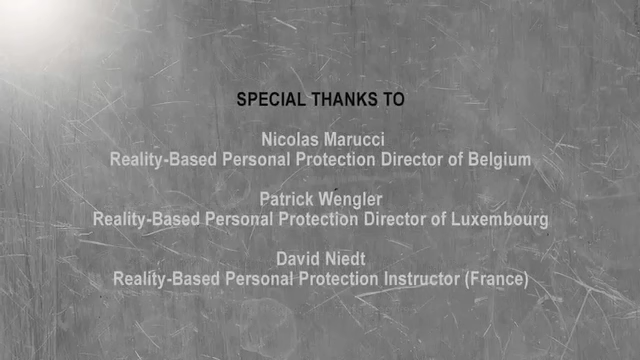 SPECIAL THANKS TO
Nicolas Marucci
Reality-Based Personal Protection Director of Belgium
Patrick Wengler
Reality-Based Personal Protection Director of Luxembourg
David Niedt
Reality-Based Personal Protection Instructor (France)